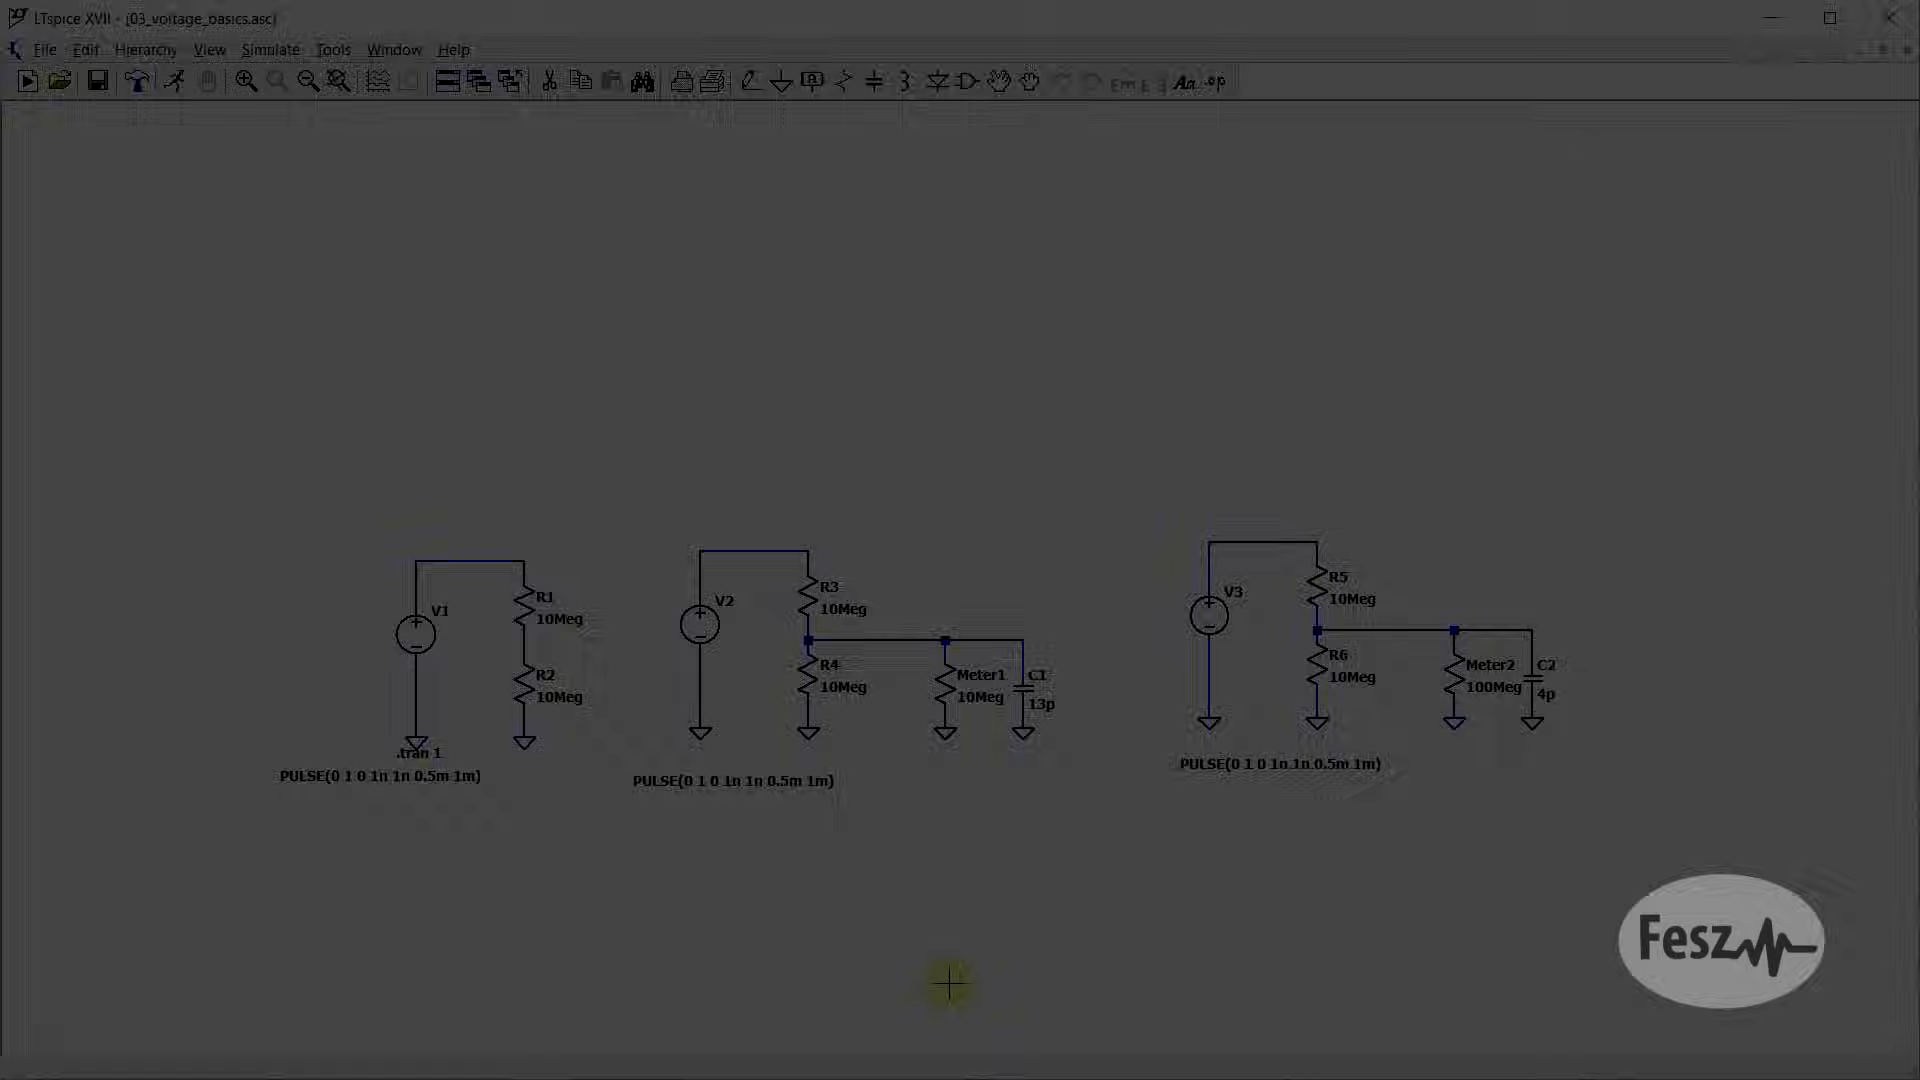 LTspice XVII - [03_voltage_basics.asc]
File Edit Hierarchy View Simulate Tools Window Help
Aa .op
V1
R1
10Meg
R2
10Meg
.tran 1
PULSE(0 1 0 1n 1n 0.5m 1m)
V2
R3
10Meg
R4
10Meg
Meter1
10Meg
C1
13p
PULSE(0 1 0 1n 1n 0.5m 1m)
V3
R5
10Meg
R6
10Meg
Meter2
100Meg
C2
4p
PULSE(0 1 0 1n 1n 0.5m 1m)
Fesz